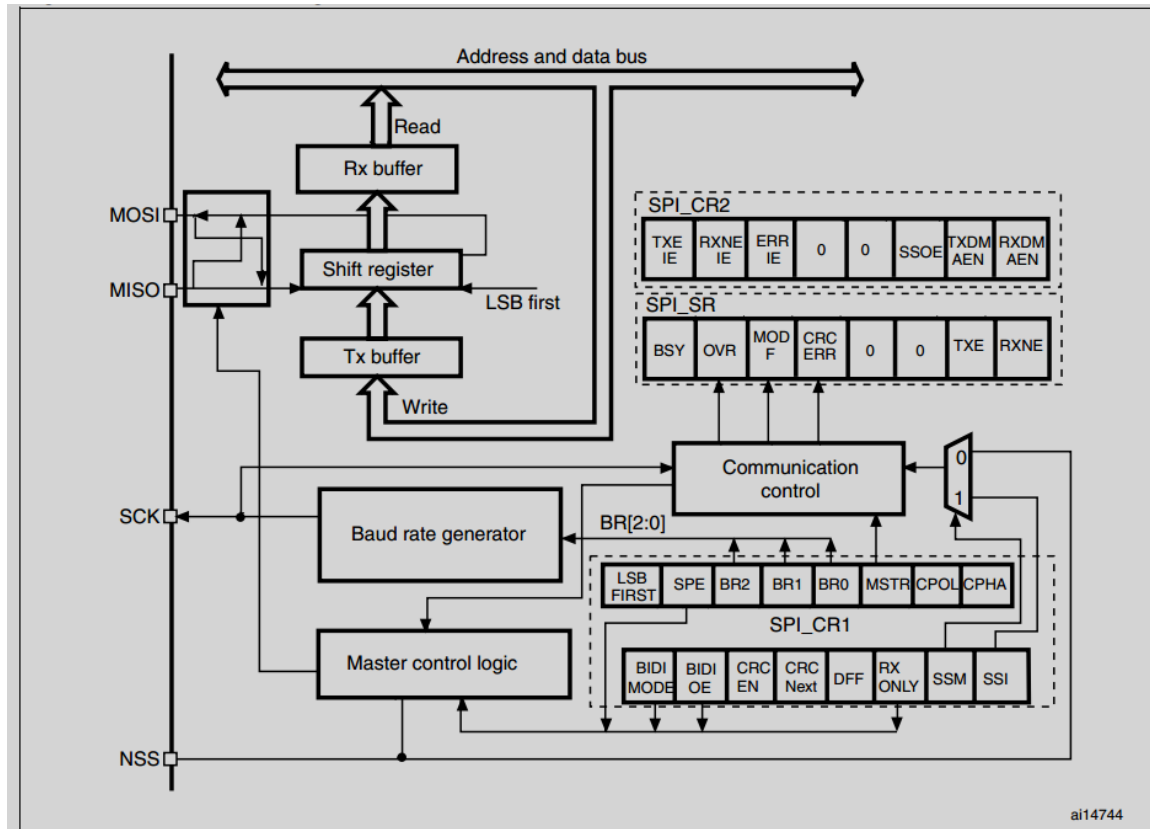 Address and data bus
Read
Rx buffer
MOSI
SPI_CR2
TXE
IE
RXNE
IE
ERR
IE
0
0
SSOE
TXDM
AEN
RXDM
AEN
Shift register
MISO
LSB first
SPI_SR
BSY
OVR
MOD
F
CRC
ERR
0
0
TXE
RXNE
Tx buffer
Write
Communication
control
0
1
SCK
Baud rate generator
BR[2:0]
LSB
FIRST
SPE
BR2
BR1
BR0
MSTR
CPOL
CPHA
SPI_CR1
Master control logic
BIDI
MODE
BIDI
OE
CRC
EN
CRC
Next
DFF
RX
ONLY
SSM
SSI
NSS
ai14744